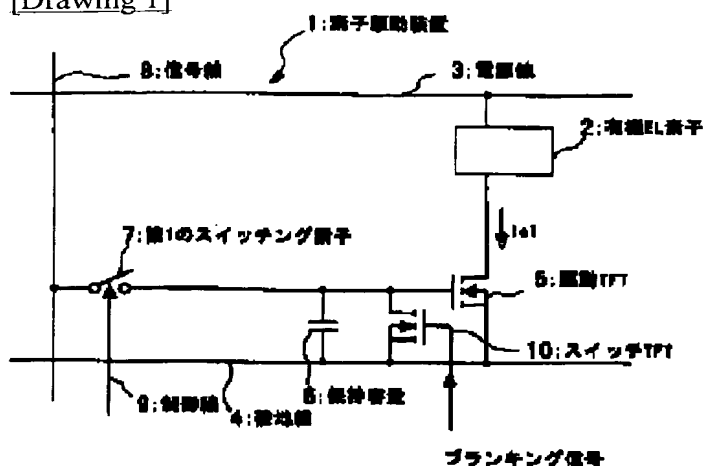 [Drawing 1]
1:素子駆動装置
8:信号線
3:電源線
2:有機EL素子
7:第1のスイッチング素子
Iel
5:駆動TFT
10:スイッチTFT
9:制御線
4:接地線
6:保持容量
ブランキング信号